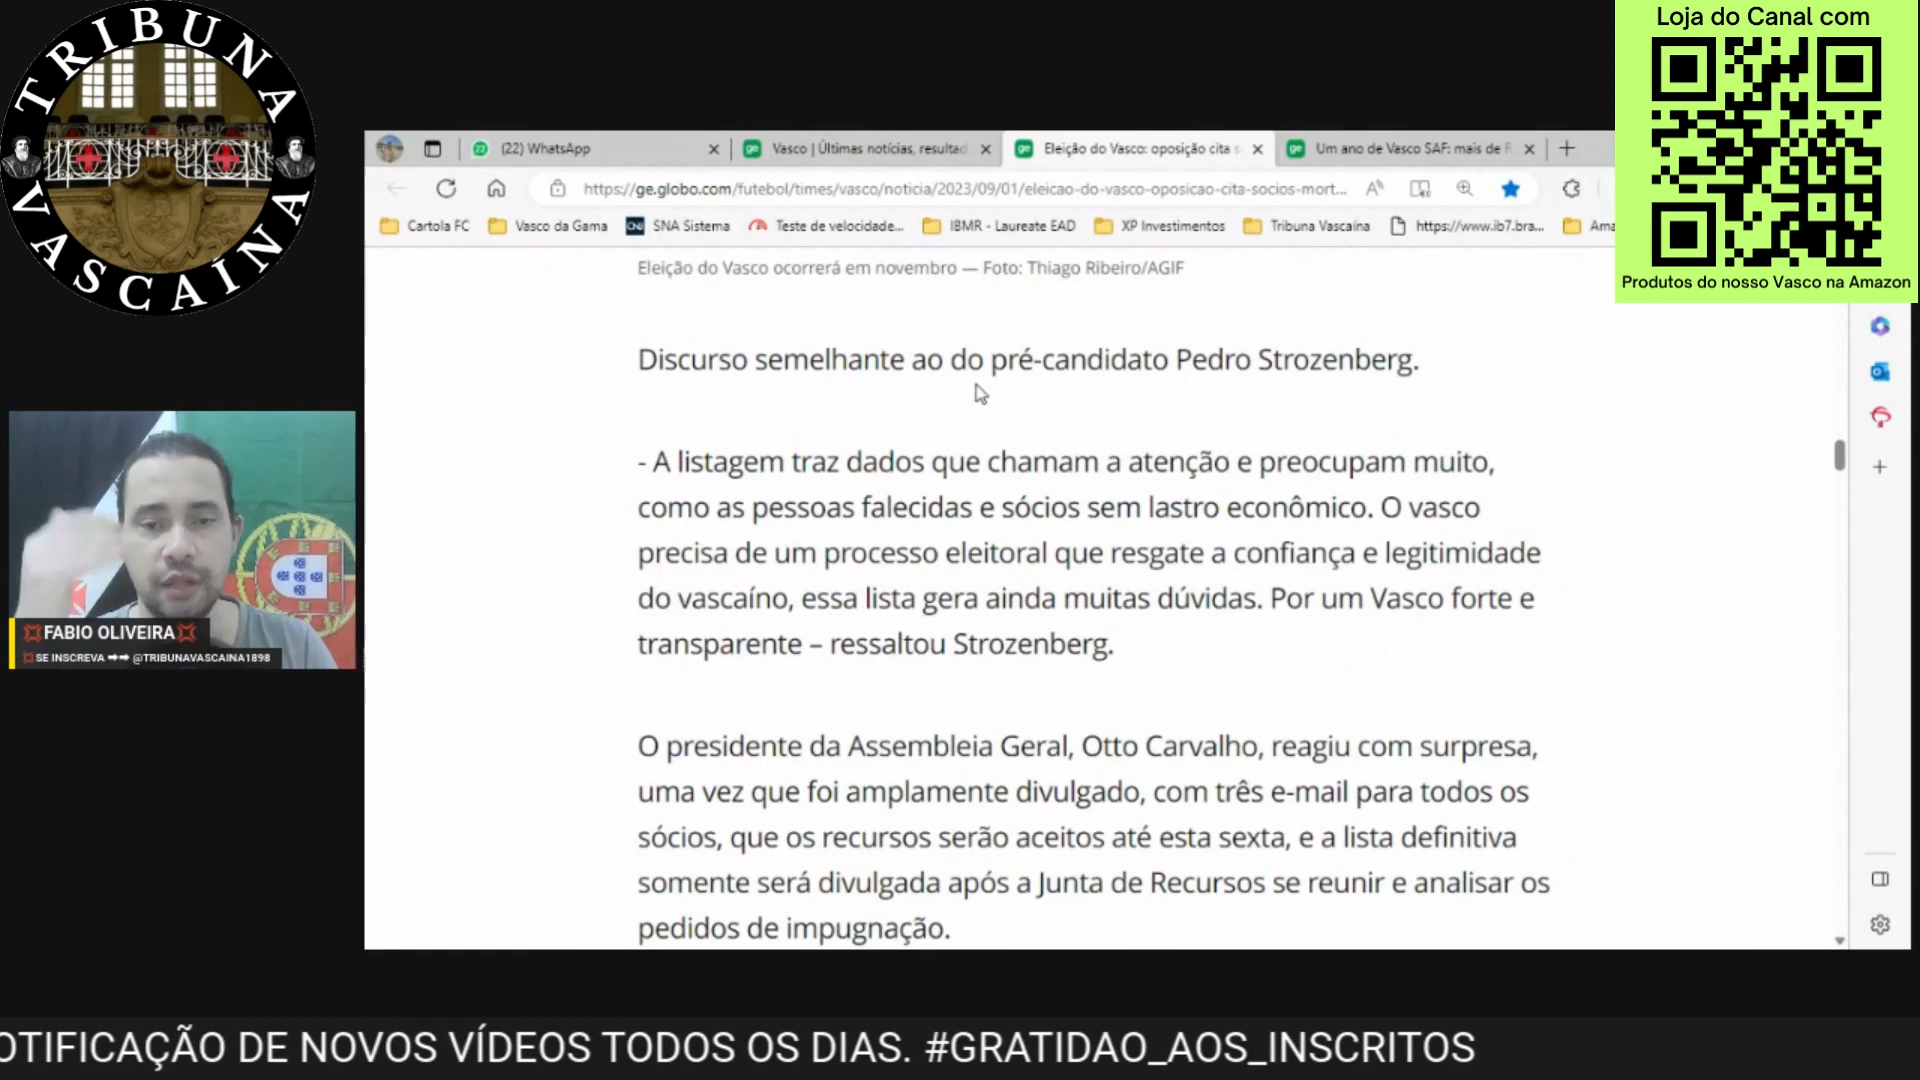 TRIBUNA
VASCAÍNA
Loja do Canal com
Produtos do nosso Vasco na Amazon
(22) WhatsApp
Vasco | Últimas notícias, resultad
Eleição do Vasco: oposição cita s
Um ano de Vasco SAF: mais de R
https://ge.globo.com/futebol/times/vasco/noticia/2023/09/01/eleicao-do-vasco-oposicao-cita-socios-mort...
Cartola FC
Vasco da Gama
SNA Sistema
Teste de velocidade...
IBMR - Laureate EAD
XP Investimentos
Tribuna Vascaína
https://www.ib7.bra...
Ama
Eleição do Vasco ocorrerá em novembro — Foto: Thiago Ribeiro/AGIF
Discurso semelhante ao do pré-candidato Pedro Strozenberg.
- A listagem traz dados que chamam a atenção e preocupam muito,
como as pessoas falecidas e sócios sem lastro econômico. O vasco
precisa de um processo eleitoral que resgate a confiança e legitimidade
do vascaíno, essa lista gera ainda muitas dúvidas. Por um Vasco forte e
transparente – ressaltou Strozenberg.
O presidente da Assembleia Geral, Otto Carvalho, reagiu com surpresa,
uma vez que foi amplamente divulgado, com três e-mail para todos os
sócios, que os recursos serão aceitos até esta sexta, e a lista definitiva
somente será divulgada após a Junta de Recursos se reunir e analisar os
pedidos de impugnação.
FABIO OLIVEIRA
SE INSCREVA ➡➡ @TRIBUNAVASCAINA1898
OTIFICAÇÃO DE NOVOS VÍDEOS TODOS OS DIAS. #GRATIDAO_AOS_INSCRITOS